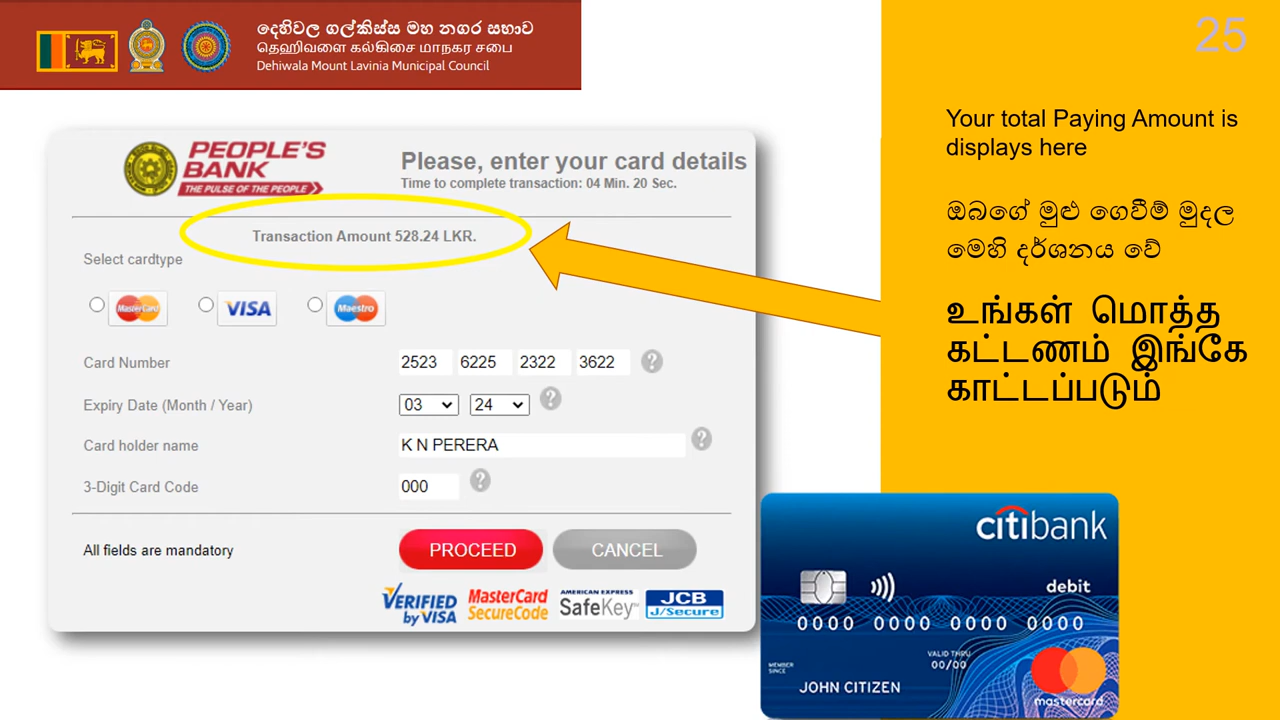 දෙහිවල ගල්කිස්ස මහ නගර සභාව
தெஹிவளை கல்கிசை மாநகர சபை
Dehiwala Mount Lavinia Municipal Council
25
PEOPLE'S
BANK
THE PULSE OF THE PEOPLE
Please, enter your card details
Time to complete transaction: 04 Min. 20 Sec.
Transaction Amount 528.24 LKR.
Select cardtype
MasterCard VISA Maestro
Card Number 2523 6225 2322 3622 ?
Expiry Date (Month / Year) 03 24 ?
Card holder name K N PERERA ?
3-Digit Card Code 000 ?
All fields are mandatory PROCEED CANCEL
VERIFIED by VISA
MasterCard SecureCode
AMERICAN EXPRESS SafeKey
JCB J/Secure
Your total Paying Amount is
displays here
ඔබගේ මුළු ගෙවීම් මුදල
මෙහි දර්ශනය වේ
உங்கள் மொத்த
கட்டணம் இங்கே
காட்டப்படும்
citibank
debit
0000 0000 0000 0000
MEMBER SINCE
VALID THRU
00/00
JOHN CITIZEN
mastercard